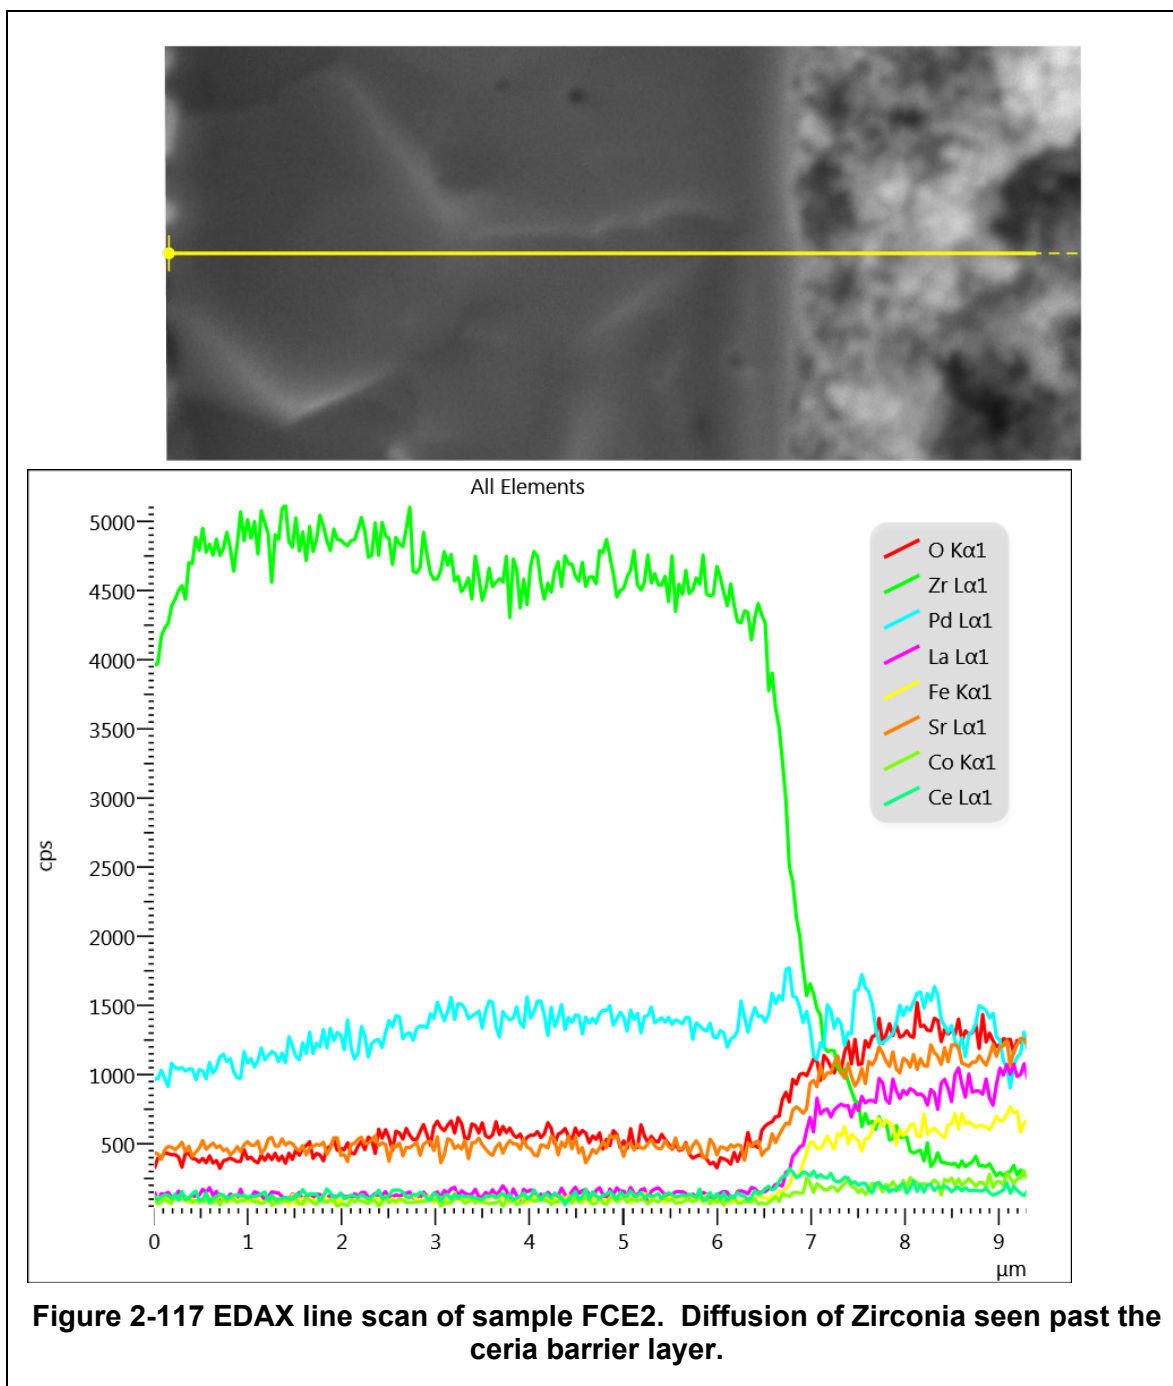 All Elements
5000
4500
4000
3500
3000
2500
2000
1500
1000
500
cps
O Kα1
Zr Lα1
Pd Lα1
La Lα1
Fe Kα1
Sr Lα1
Co Kα1
Ce Lα1
0 1 2 3 4 5 6 7 8 9
μm
Figure 2-117 EDAX line scan of sample FCE2. Diffusion of Zirconia seen past the
ceria barrier layer.